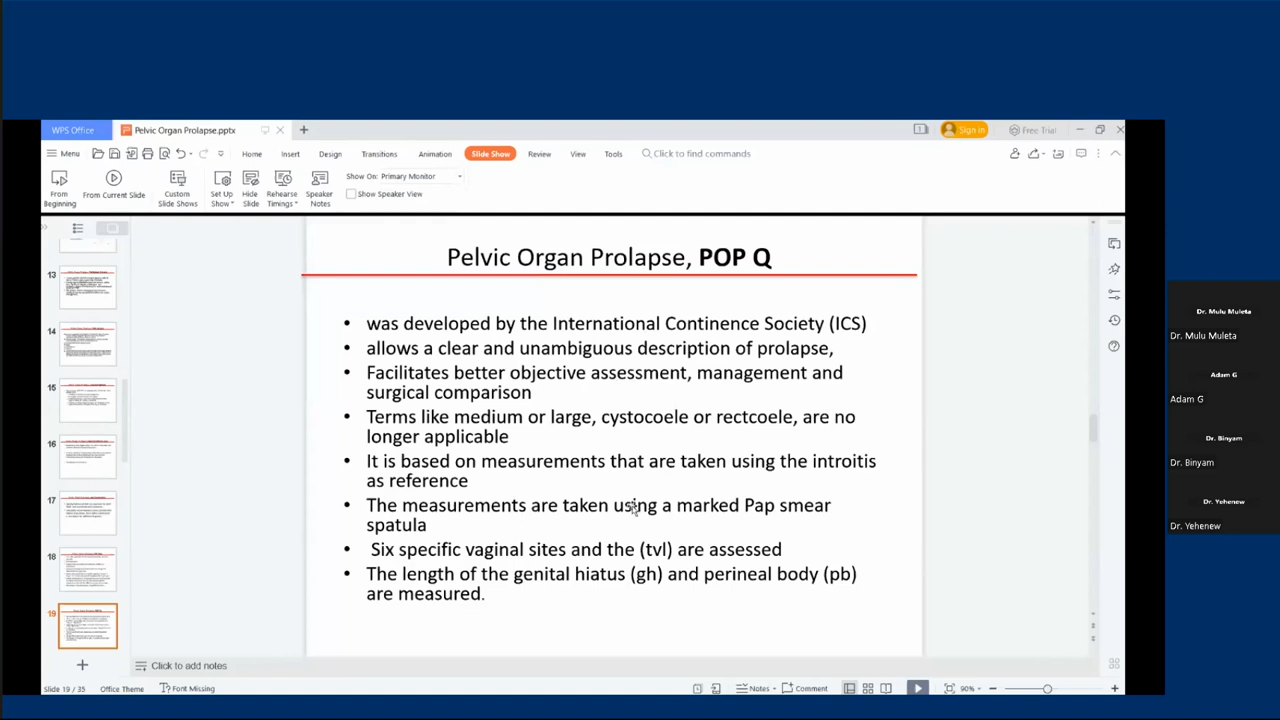 WPS Office
Pelvic Organ Prolapse.pptx
Sign in
Free Trial
Menu
Home
Insert
Design
Transitions
Animation
Slide Show
Review
View
Tools
Click to find commands
From Beginning
From Current Slide
Custom Slide Shows
Set Up Show
Hide Slide
Rehearse Timings
Speaker Notes
Show On: Primary Monitor
Show Speaker View
13
14
15
16
17
18
19
Pelvic Organ Prolapse, POP Q
• was developed by the International Continence Society (ICS)
• allows a clear and unambiguous description of prolapse,
• Facilitates better objective assessment, management and
surgical comparison
• Terms like medium or large, cystocoele or rectcoele, are no
longer applicable
• It is based on measurements that are taken using the introitis
as reference
• The measurements are taken using a marked Pap smear
spatula
• Six specific vaginal sites and the (tvl) are assessed
• The length of the genital hiatus (gh) and perineal body (pb)
are measured.
Click to add notes
Slide 19 / 35
Office Theme
Font Missing
Notes
Comment
90%
Dr. Mulu Muleta
Dr. Mulu Muleta
Adam G
Adam G
Dr. Binyam
Dr. Binyam
Dr. Yehenew
Dr. Yehenew